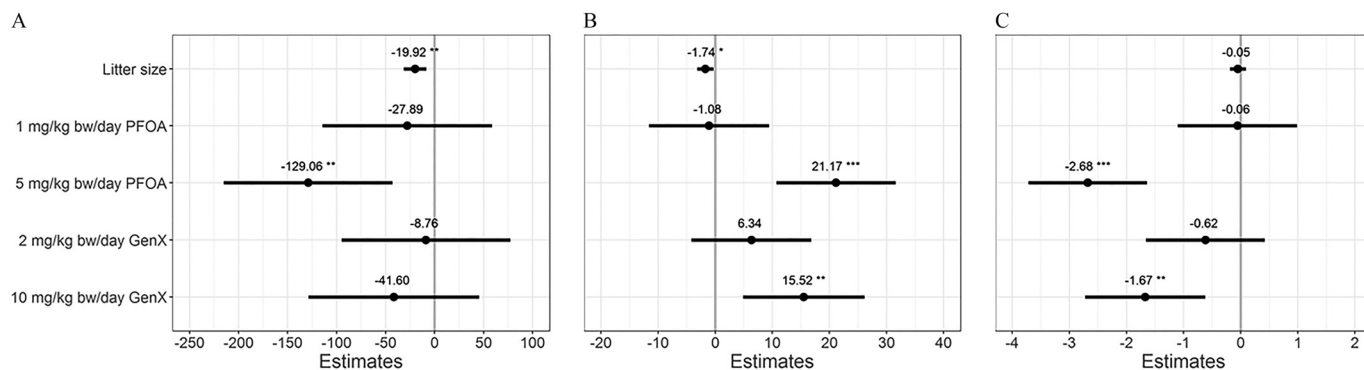 A
B
C
Litter size
1 mg/kg bw/day PFOA
5 mg/kg bw/day PFOA
2 mg/kg bw/day GenX
10 mg/kg bw/day GenX
-19.92 **
-27.89
-129.06 **
-8.76
-41.60
-250 -200 -150 -100 -50 0 50 100
Estimates
-1.74 *
-1.08
21.17 ***
6.34
15.52 **
-20 -10 0 10 20 30 40
Estimates
-0.05
-0.06
-2.68 ***
-0.62
-1.67 **
-4 -3 -2 -1 0 1 2
Estimates